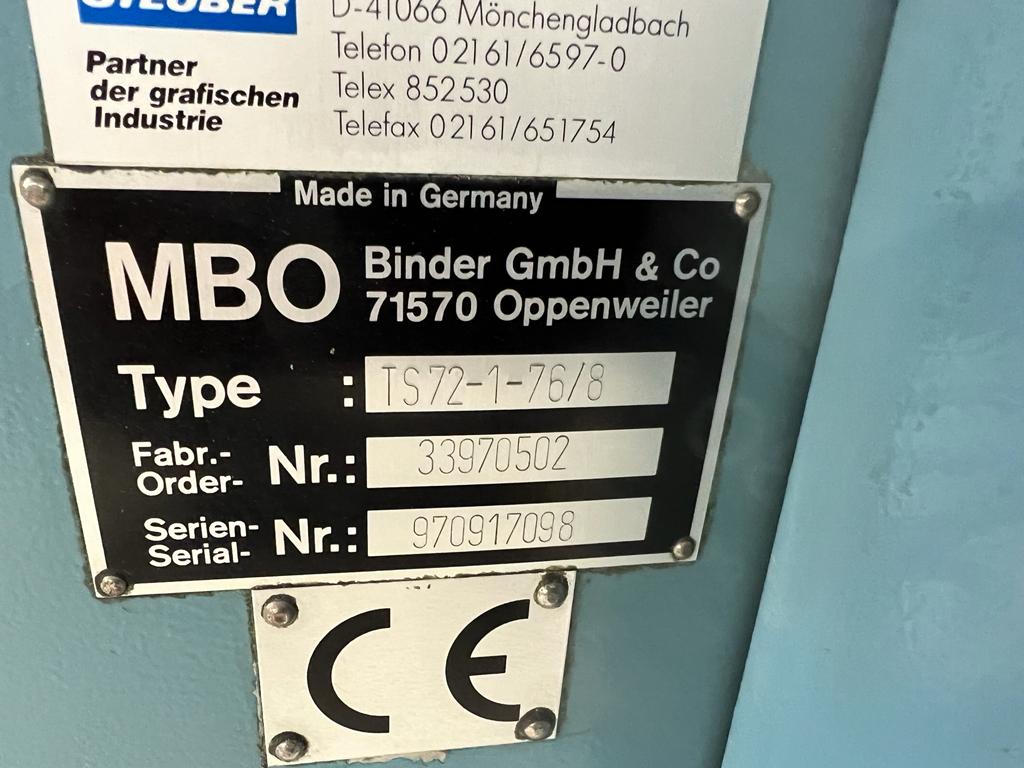 STEUBER
D-41066 Mönchengladbach
Telefon 02161/6597-0
Telex 852530
Telefax 02161/651754
Partner
der grafischen
Industrie
Made in Germany
MBO Binder GmbH & Co
71570 Oppenweiler
Type : TS72-1-76/8
Fabr.-
Order- Nr.: 33970502
Serien-
Serial- Nr.: 970917098
CE